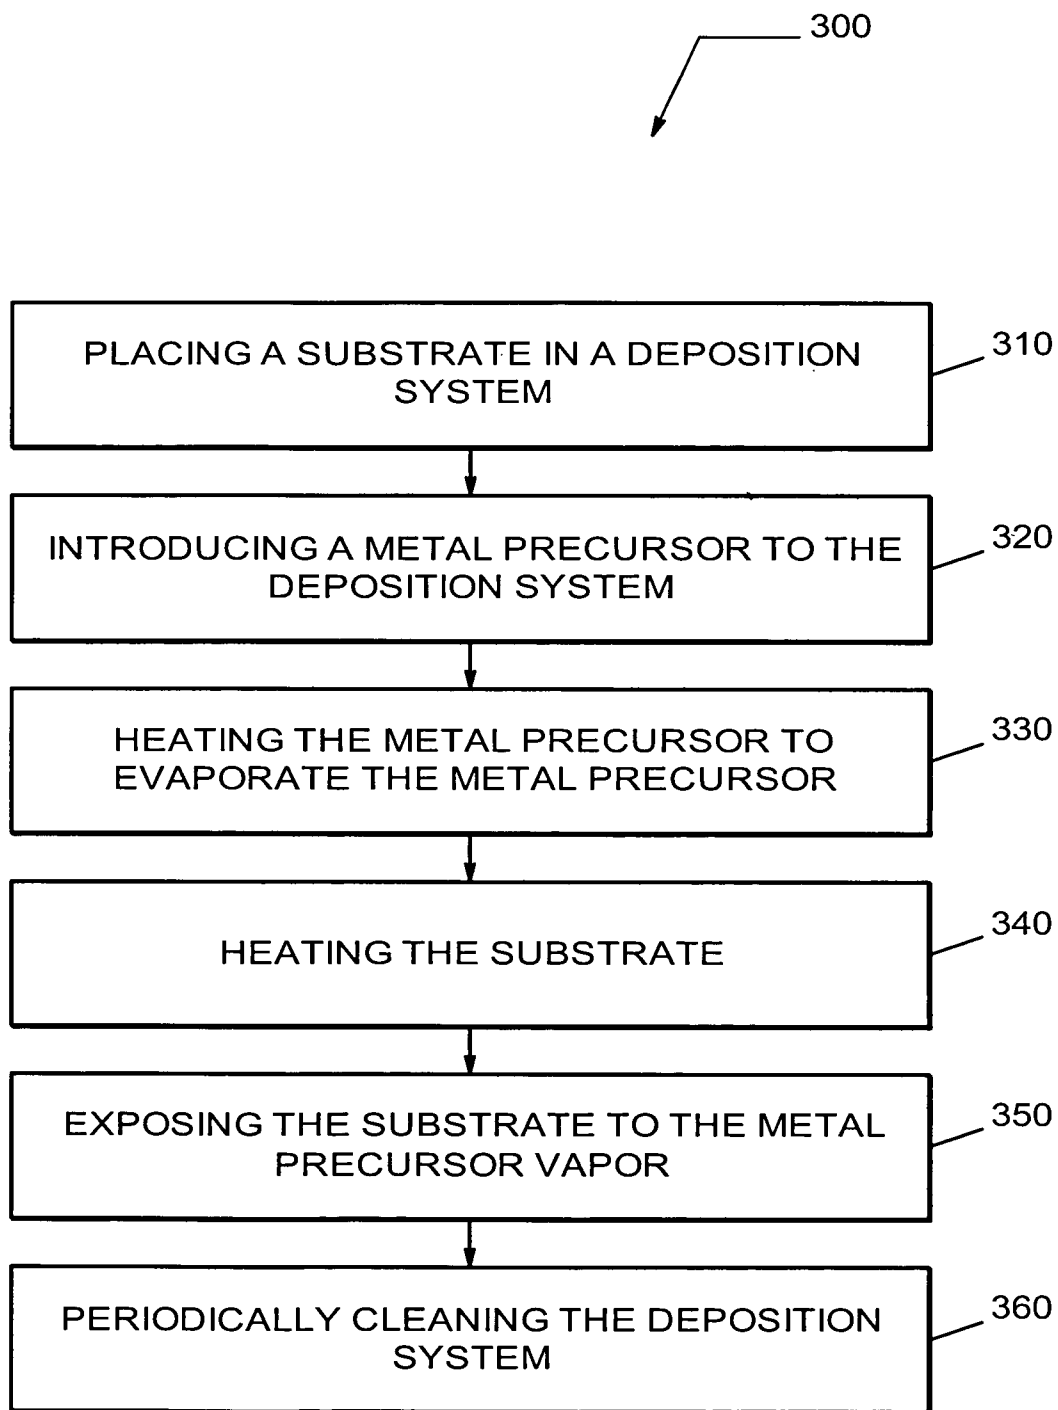 300
PLACING A SUBSTRATE IN A DEPOSITION
SYSTEM
310
INTRODUCING A METAL PRECURSOR TO THE
DEPOSITION SYSTEM
320
HEATING THE METAL PRECURSOR TO
EVAPORATE THE METAL PRECURSOR
330
HEATING THE SUBSTRATE
340
EXPOSING THE SUBSTRATE TO THE METAL
PRECURSOR VAPOR
350
PERIODICALLY CLEANING THE DEPOSITION
SYSTEM
360